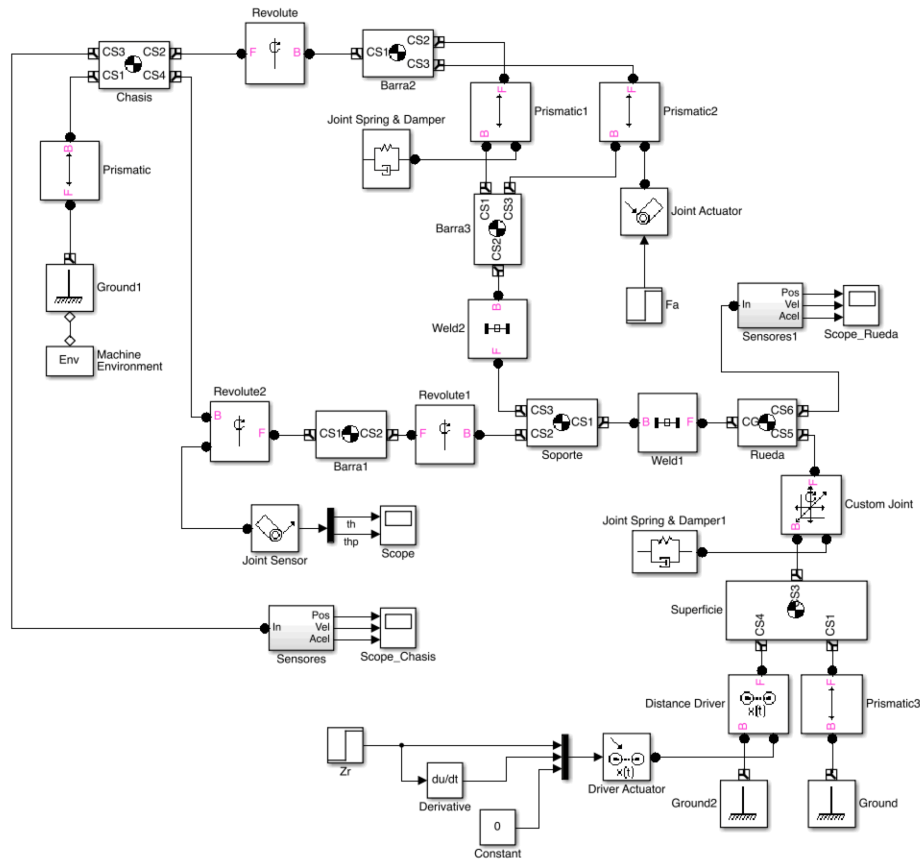 Revolute
CS3 CS2
CS1 CS4
Chasis
F B
CS1 CS2
CS3
Barra2
F
B
Prismatic1
F
B
Prismatic2
Joint Spring & Damper
B
F
Prismatic
CS1 CS3
CS2
Barra3
Joint Actuator
Ground1
Env
Machine
Environment
B
F
Weld2
Fa
In
Pos
Vel
Acel
Sensores1
Scope_Rueda
Revolute2
B
F
CS1 CS2
Barra1
Revolute1
F B
CS3
CS2
CS1
Soporte
B F
Weld1
CG
CS6
CS5
Rueda
F
B
Custom Joint
Joint Sensor
th
thp
Scope
Joint Spring & Damper1
Superficie
CS3
CS4
CS1
In
Pos
Vel
Acel
Sensores
Scope_Chasis
Distance Driver
F
x(t)
B
F
B
Prismatic3
Zr
du/dt
Derivative
0
Constant
x(t)
Driver Actuator
Ground2
Ground